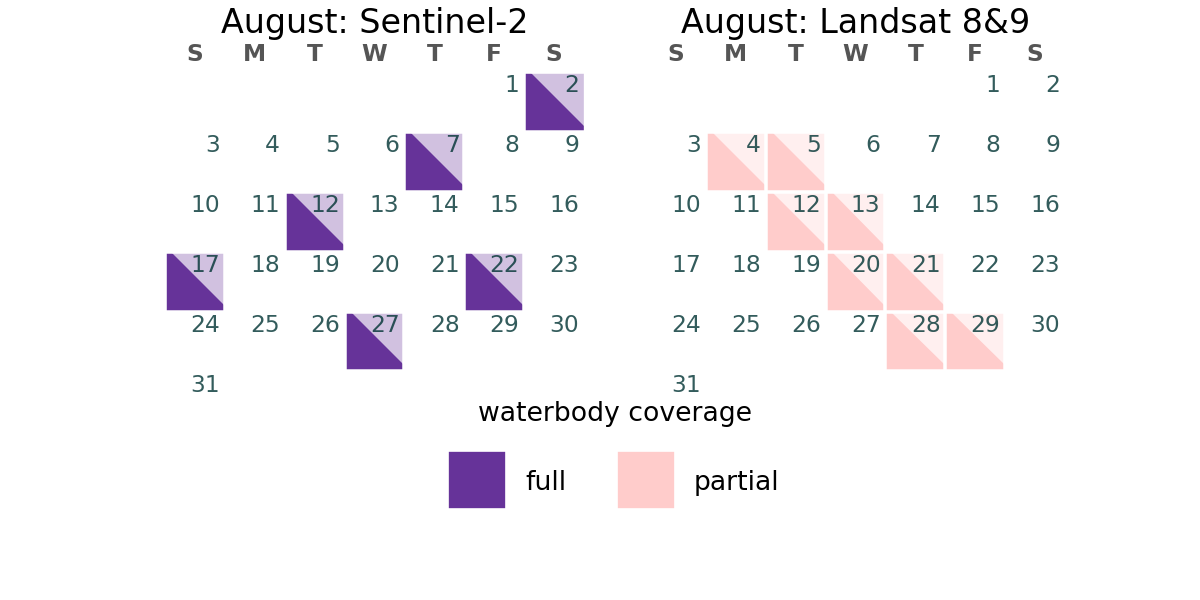 August: Sentinel-2
S M T W T F S
1 2
3 4 5 6 7 8 9
10 11 12 13 14 15 16
17 18 19 20 21 22 23
24 25 26 27 28 29 30
31
August: Landsat 8&9
S M T W T F S
1 2
3 4 5 6 7 8 9
10 11 12 13 14 15 16
17 18 19 20 21 22 23
24 25 26 27 28 29 30
31
waterbody coverage
full
partial